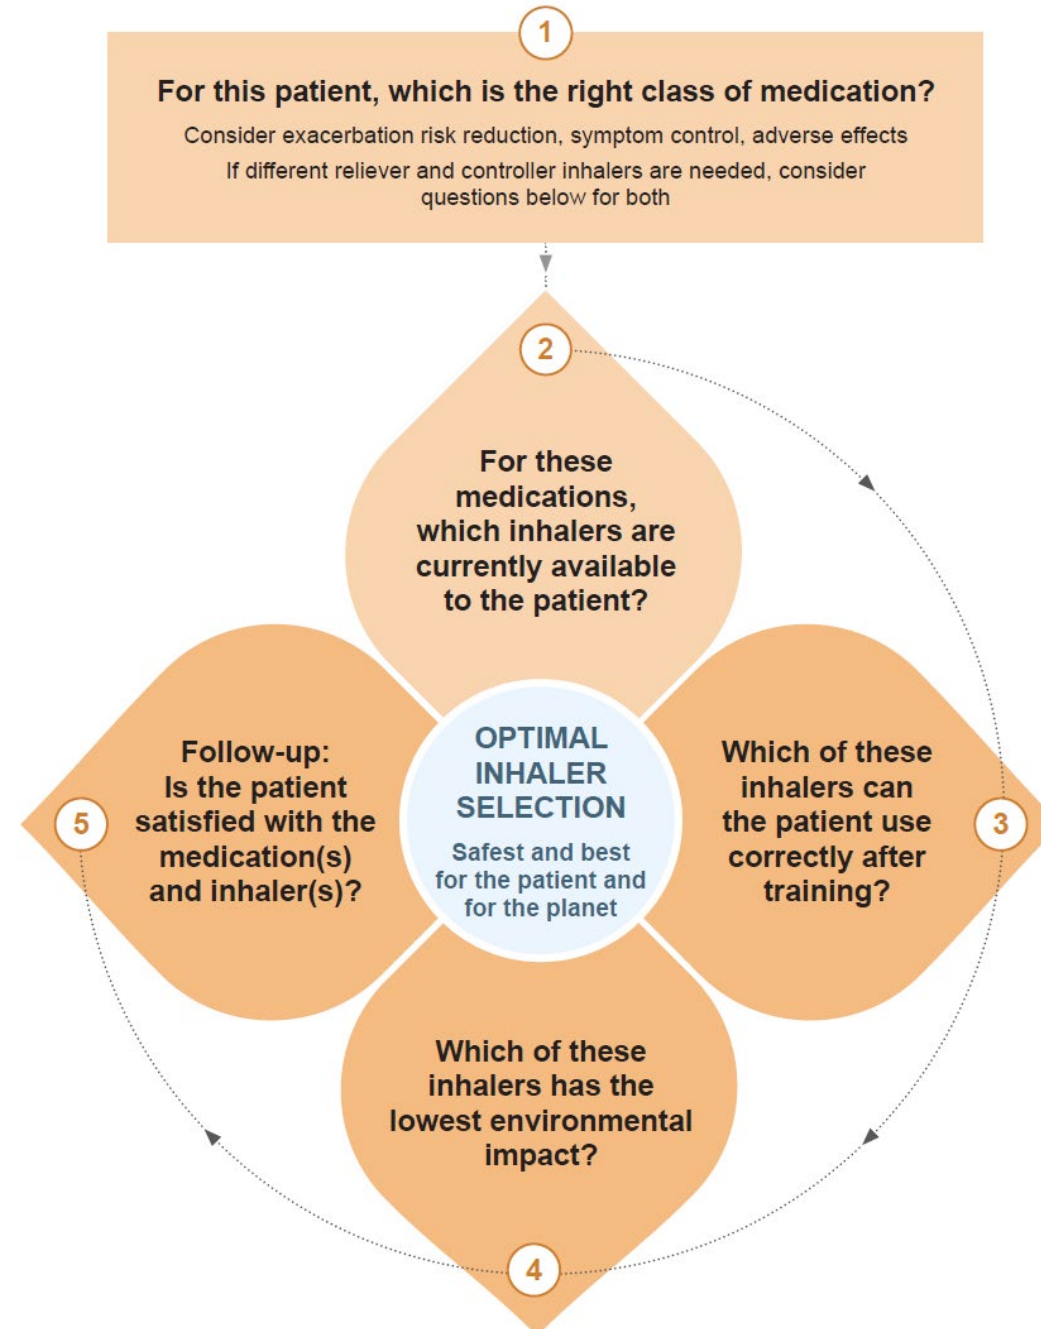 1
For this patient, which is the right class of medication?
Consider exacerbation risk reduction, symptom control, adverse effects
If different reliever and controller inhalers are needed, consider
questions below for both
2
For these
medications,
which inhalers are
currently available
to the patient?
3
Which of these
inhalers can
the patient use
correctly after
training?
4
Which of these
inhalers has the
lowest environmental
impact?
5
Follow-up:
Is the patient
satisfied with the
medication(s)
and inhaler(s)?
OPTIMAL
INHALER
SELECTION
Safest and best
for the patient and
for the planet